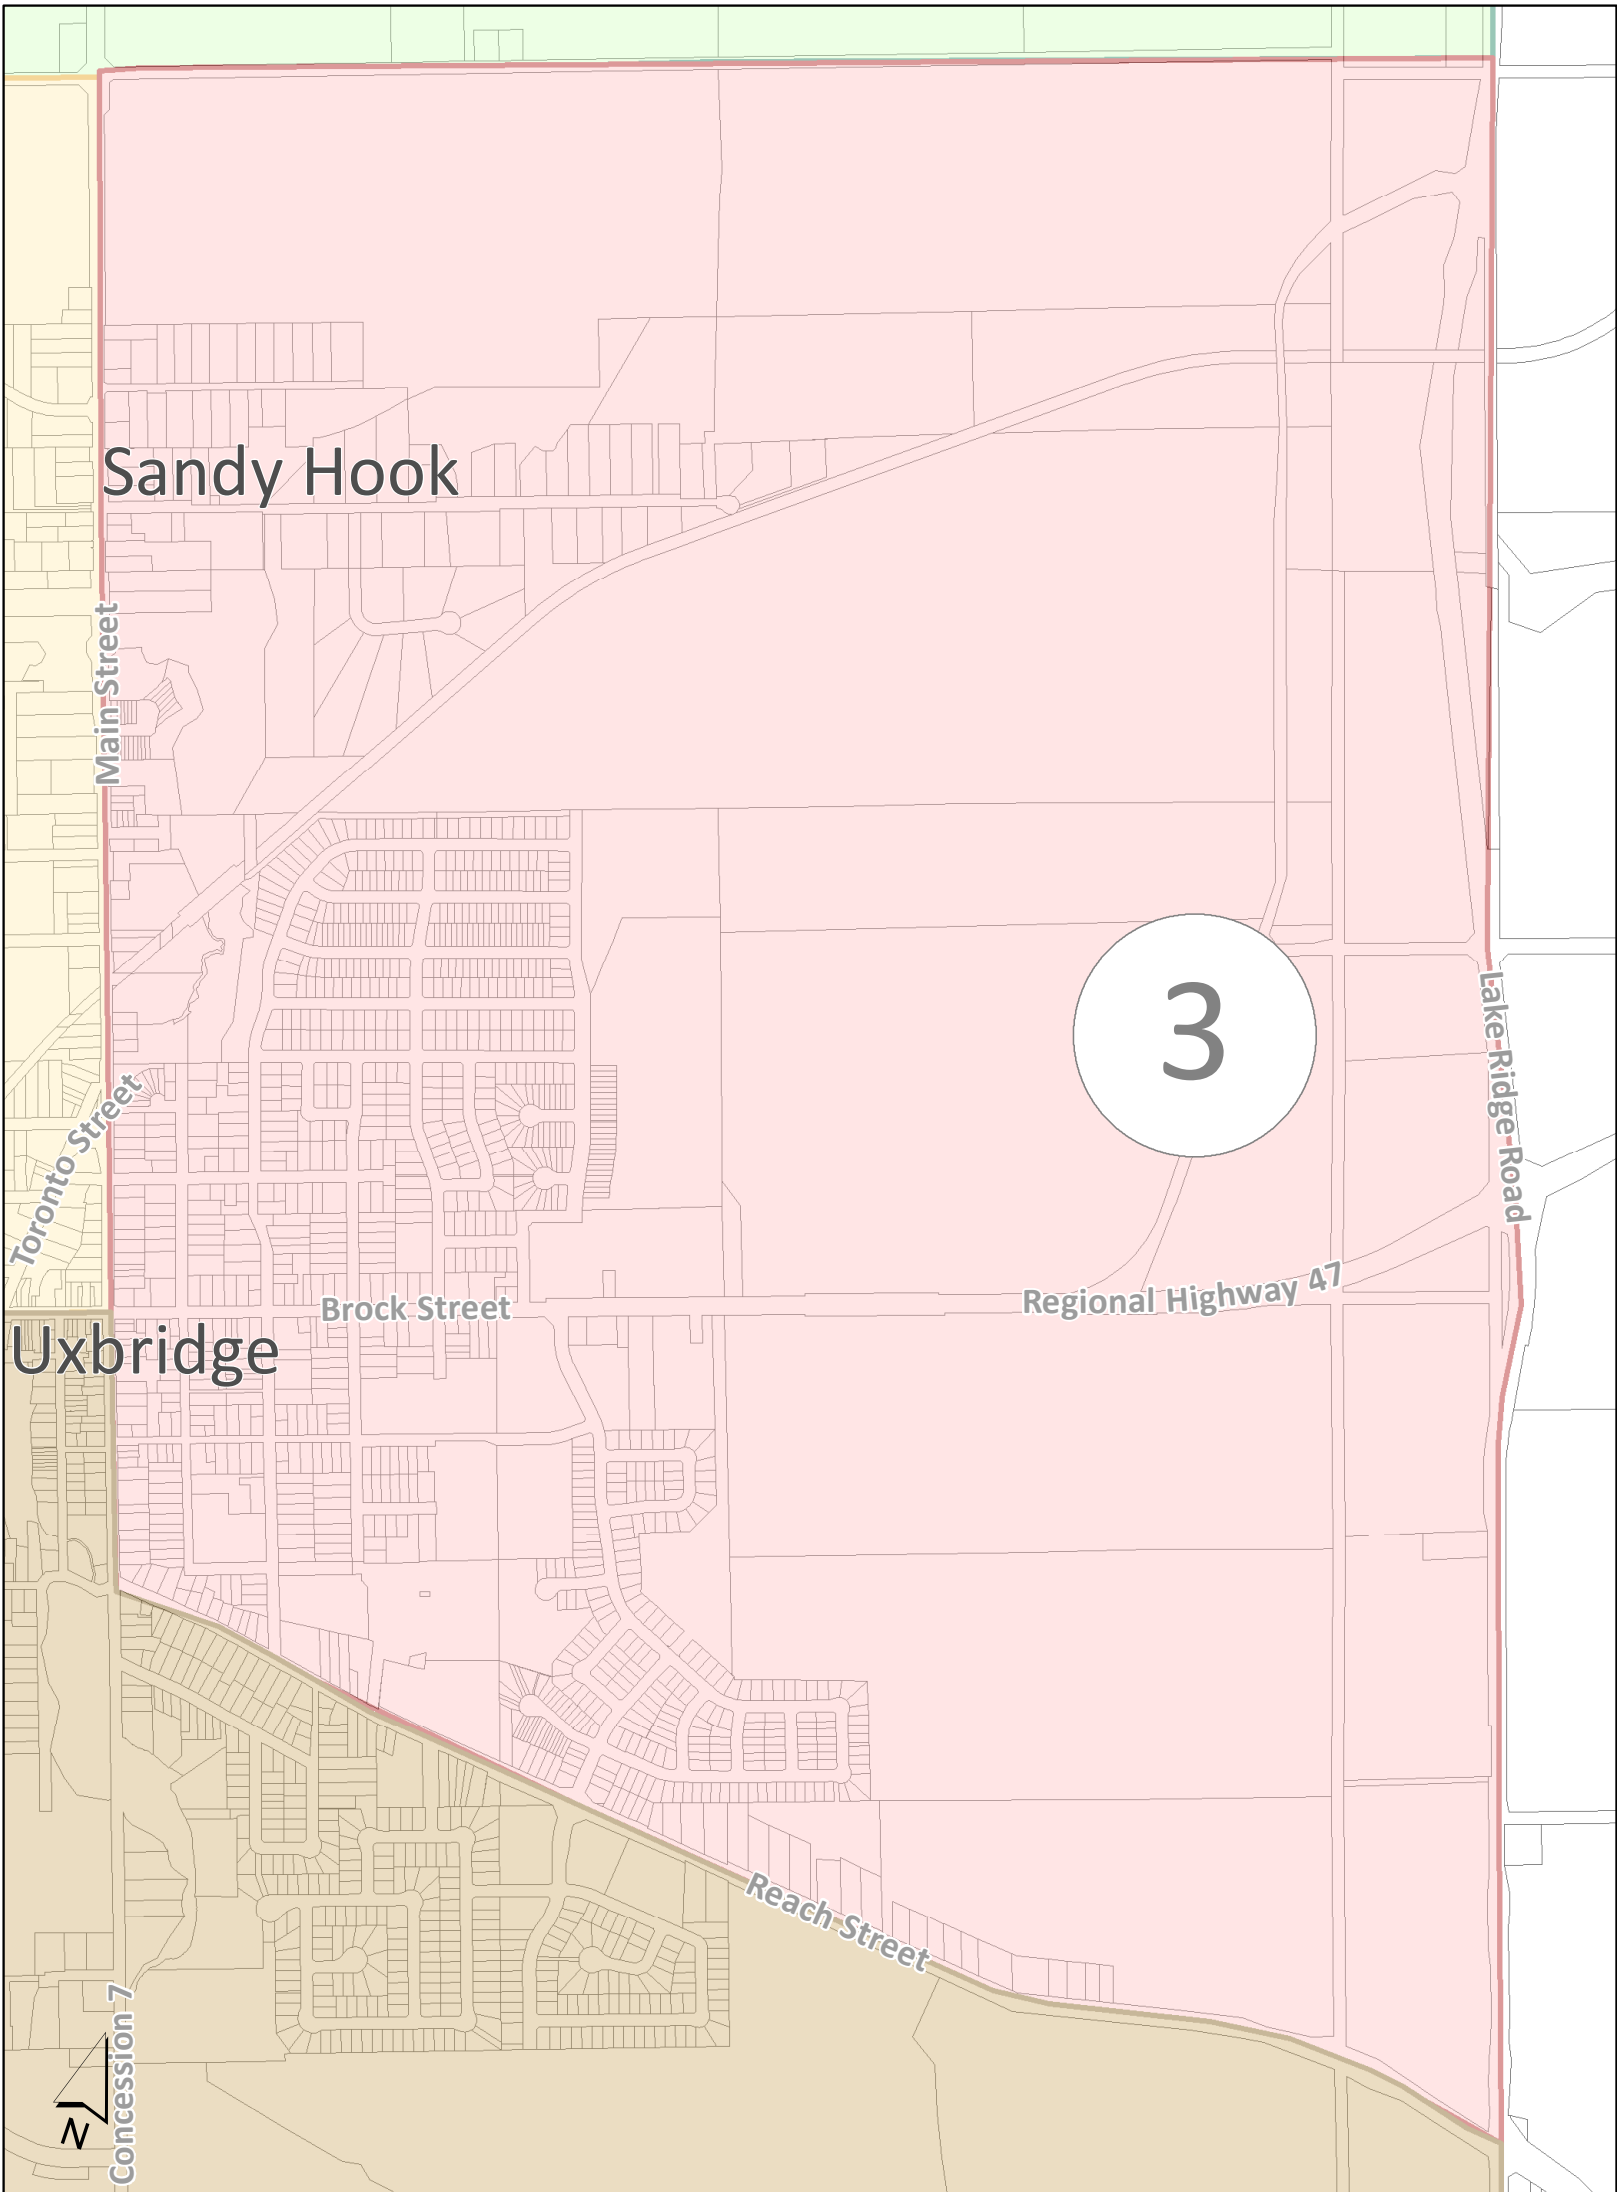 Sandy Hook
Main Street
3
Lake Ridge Road
Toronto Street
Brock Street
Regional Highway 47
Uxbridge
Reach Street
Concession 7
N